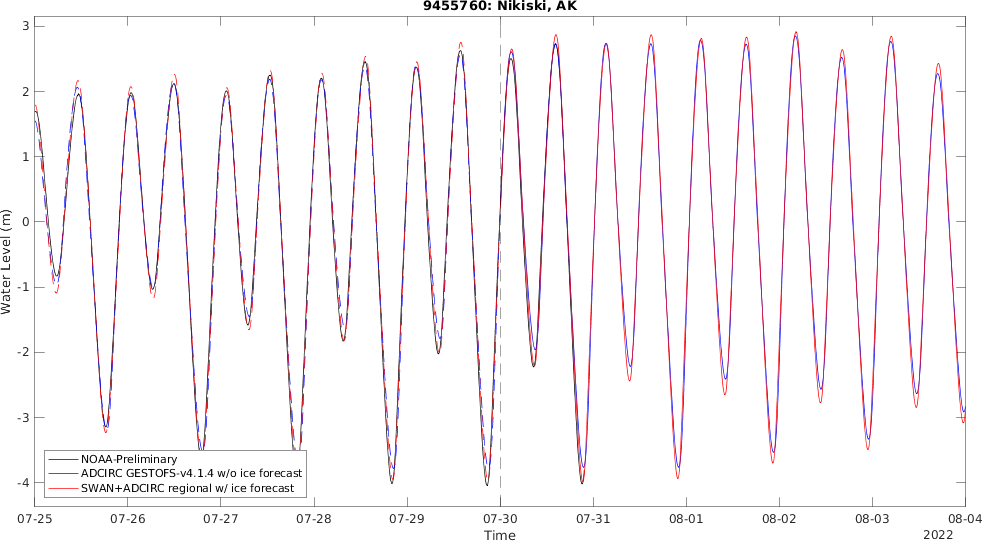 9455760: Nikiski, AK
3
2
1
0
-1
-2
-3
-4
Water Level (m)
NOAA-Preliminary
ADCIRC GESTOFS-v4.1.4 w/o ice forecast
SWAN+ADCIRC regional w/ ice forecast
07-25 07-26 07-27 07-28 07-29 07-30 07-31 08-01 08-02 08-03 08-04
Time
2022